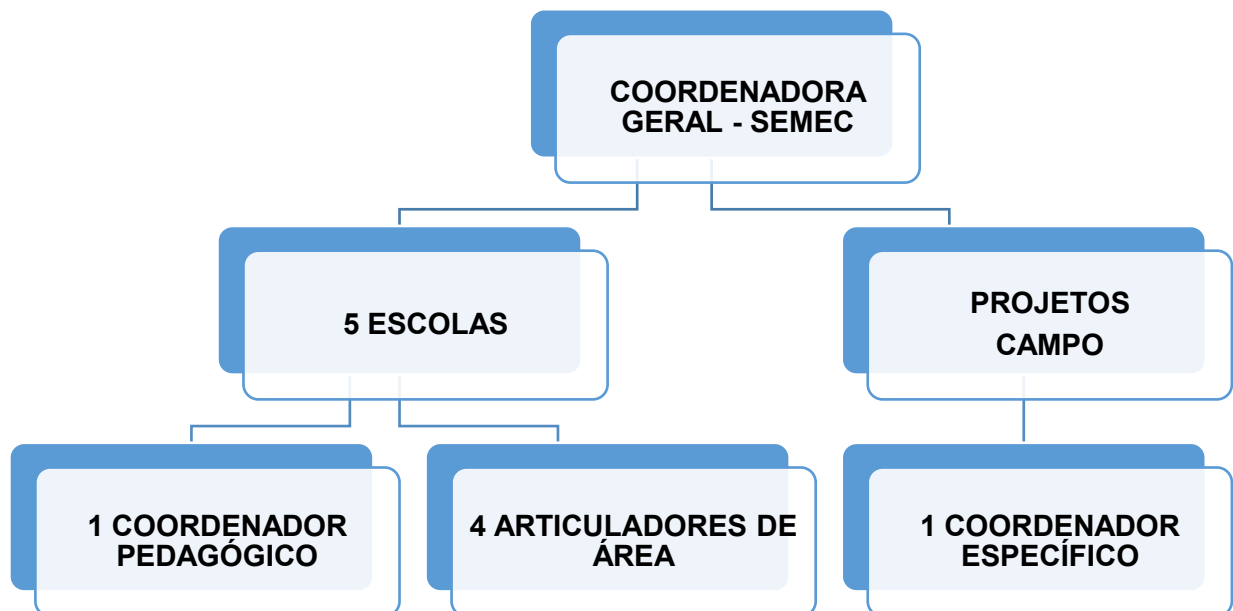 COORDENADORA
GERAL - SEMEC
5 ESCOLAS
PROJETOS
CAMPO
1 COORDENADOR
PEDAGÓGICO
4 ARTICULADORES DE
ÁREA
1 COORDENADOR
ESPECÍFICO